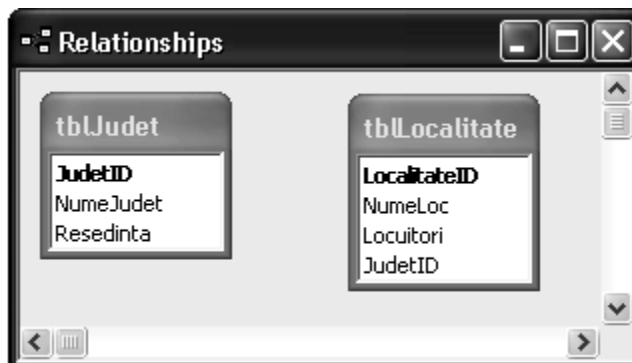 Relationships
tblJudet
JudetID
NumeJudet
Resedinta
tblLocalitate
LocalitateID
NumeLoc
Locuitori
JudetID